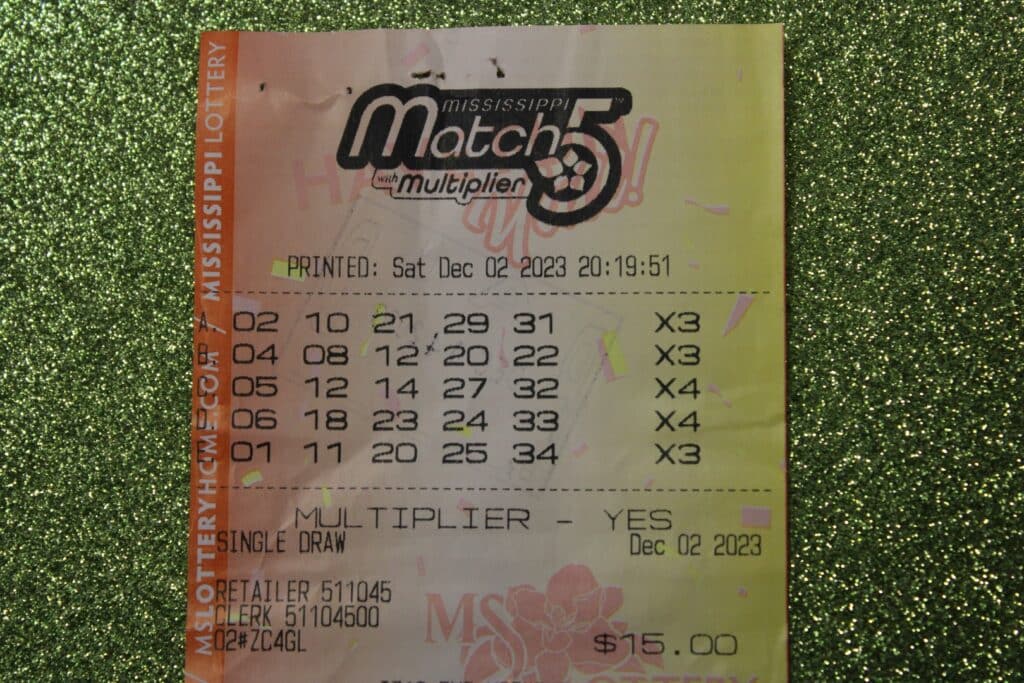 MSLOTTERYHCMS.COM / MISSISSIPPI LOTTERY
MISSISSIPPI
Match 5
with Multiplier
PRINTED: Sat Dec 02 2023 20:19:51
A. 02 10 21 29 31 X3
B. 04 08 12 20 22 X3
05 12 14 27 32 X4
D. 06 18 23 24 33 X4
01 11 20 25 34 X3
MULTIPLIER - YES
SINGLE DRAW Dec 02 2023
RETAILER 511045
CLERK 51104500
02#ZC4GL
MS
$15.00
LOTTERY